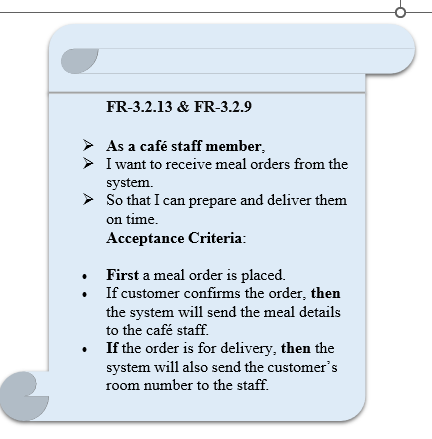 FR-3.2.13 & FR-3.2.9
➢ As a café staff member,
➢ I want to receive meal orders from the
system.
➢ So that I can prepare and deliver them
on time.
Acceptance Criteria:
• First a meal order is placed.
• If customer confirms the order, then
the system will send the meal details
to the café staff.
• If the order is for delivery, then the
system will also send the customer’s
room number to the staff.